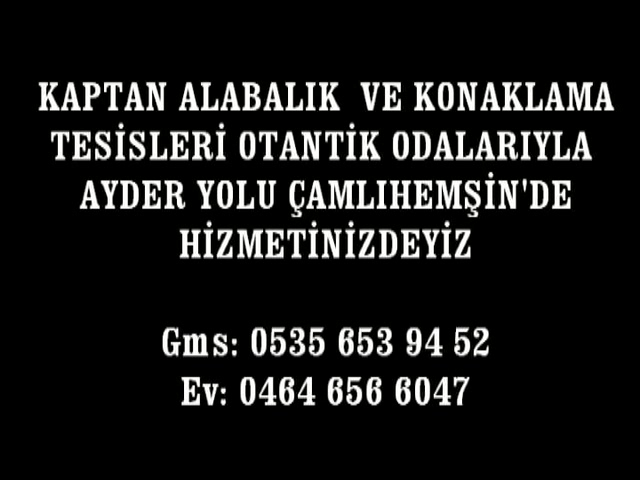 KAPTAN ALABALIK VE KONAKLAMA
TESİSLERİ OTANTİK ODALARIYLA
AYDER YOLU ÇAMLIHEMŞİN'DE
HİZMETİNİZDEYİZ
Gms: 0535 653 94 52
Ev: 0464 656 6047